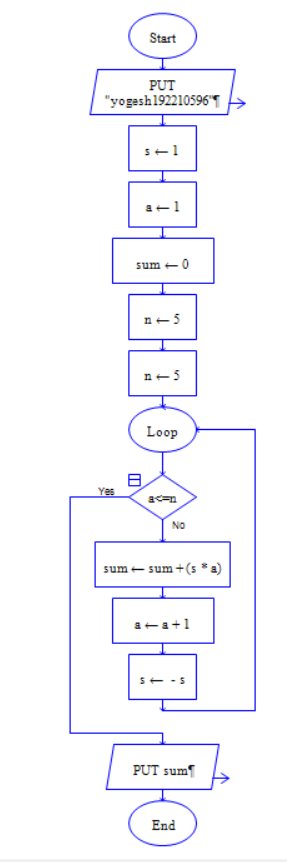 Start
PUT
"yogesh192210596"¶
s ← 1
a ← 1
sum ← 0
n ← 5
n ← 5
Loop
Yes
a<=n
No
sum ← sum + (s * a)
a ← a + 1
s ← - s
PUT sum¶
End